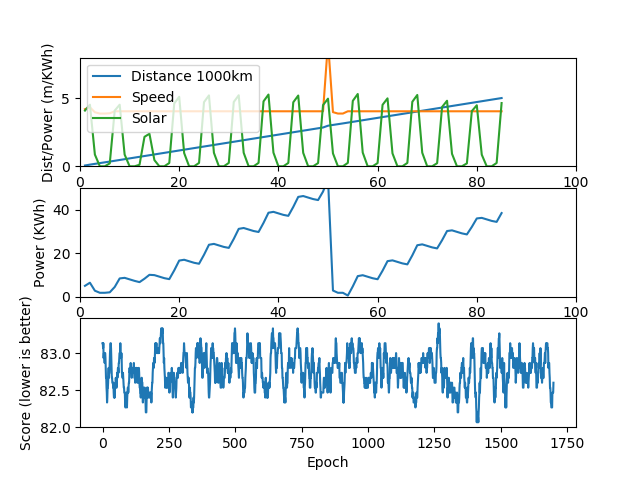 Dist/Power (m/KWh)
5
0
Distance 1000km
Speed
Solar
0 20 40 60 80 100
Power (KWh)
40
20
0
0 20 40 60 80 100
Score (lower is better)
83.0
82.5
82.0
0 250 500 750 1000 1250 1500 1750
Epoch